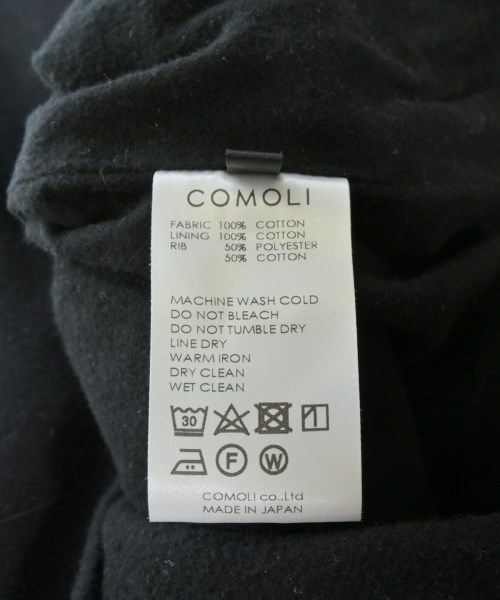 COMOLI
FABRIC 100% COTTON
LINING 100% COTTON
RIB 50% POLYESTER
50% COTTON
MACHINE WASH COLD
DO NOT BLEACH
DO NOT TUMBLE DRY
LINE DRY
WARM IRON
DRY CLEAN
WET CLEAN
30
F W
COMOLI co.,Ltd
MADE IN JAPAN